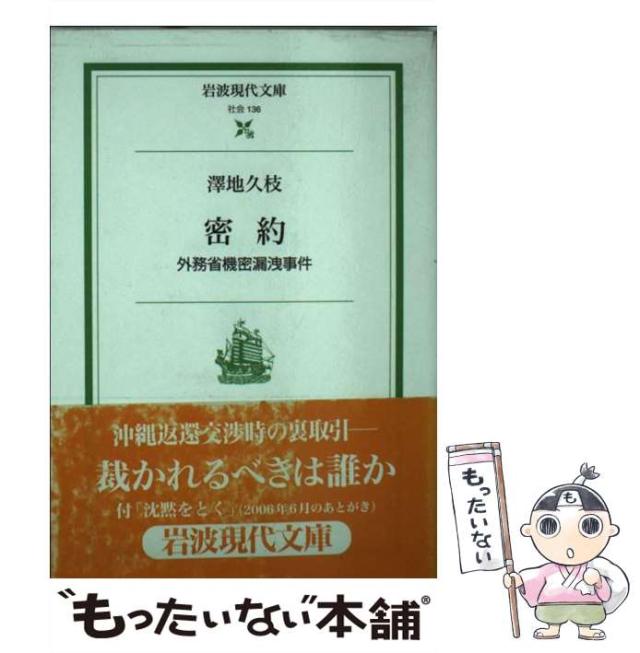 岩波現代文庫
社会 136
澤地久枝
密約
外務省機密漏洩事件
沖縄返還交渉時の裏取引―
裁かれるべきは誰か
付「沈黙をとく」(2006年6月のあとがき)
岩波現代文庫
"もったいない"本舗®
も
もったいない